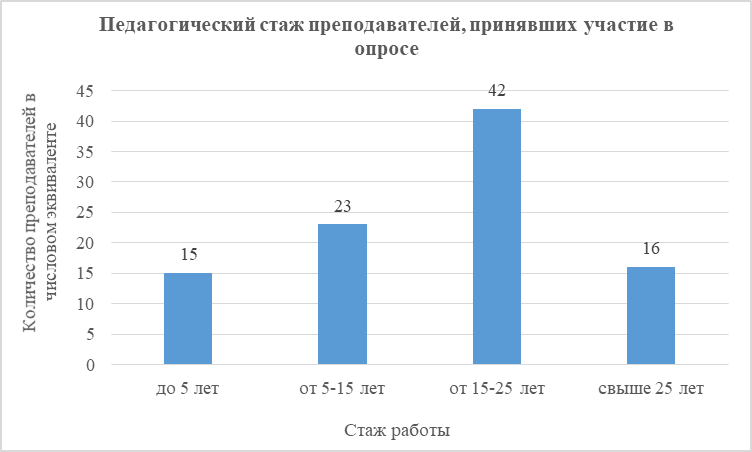 Педагогический стаж преподавателей, принявших участие в
опросе
Количество преподавателей в
числовом эквиваленте
45
40
35
30
25
20
15
10
5
0
15
23
42
16
до 5 лет
от 5-15 лет
от 15-25 лет
свыше 25 лет
Стаж работы